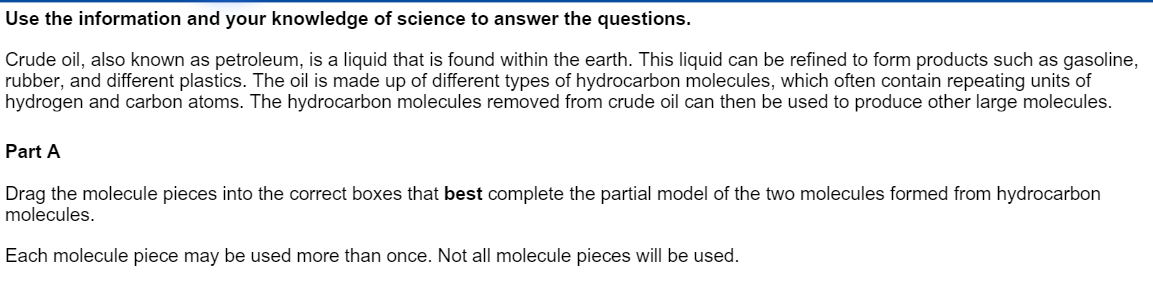 Use the information and your knowledge of science to answer the questions.
Crude oil, also known as petroleum, is a liquid that is found within the earth. This liquid can be refined to form products such as gasoline,
rubber, and different plastics. The oil is made up of different types of hydrocarbon molecules, which often contain repeating units of
hydrogen and carbon atoms. The hydrocarbon molecules removed from crude oil can then be used to produce other large molecules.
Part A
Drag the molecule pieces into the correct boxes that best complete the partial model of the two molecules formed from hydrocarbon
molecules.
Each molecule piece may be used more than once. Not all molecule pieces will be used.